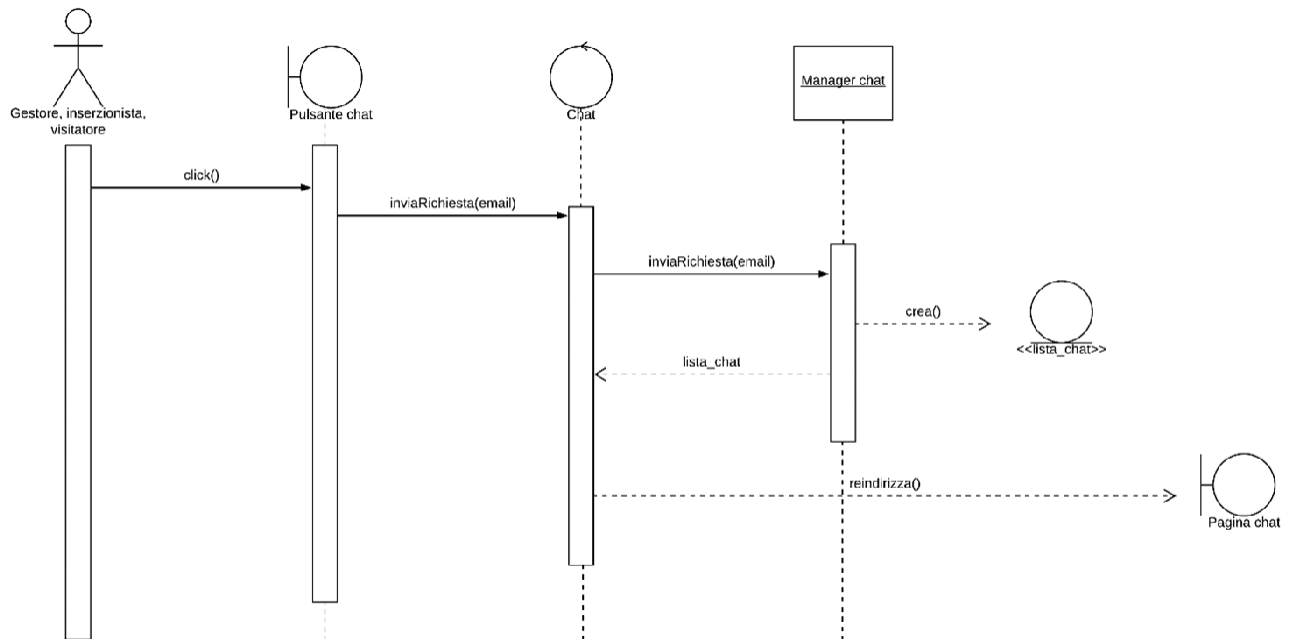 Gestore, inserzionista,
visitatore
Pulsante chat
Chat
Manager chat
click()
inviaRichiesta(email)
inviaRichiesta(email)
crea()
<<lista_chat>>
lista_chat
reindirizza()
Pagina chat